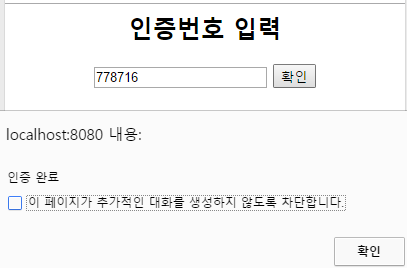 인증번호 입력
778716 확인
localhost:8080 내용:
인증 완료
이 페이지가 추가적인 대화를 생성하지 않도록 차단합니다.
확인